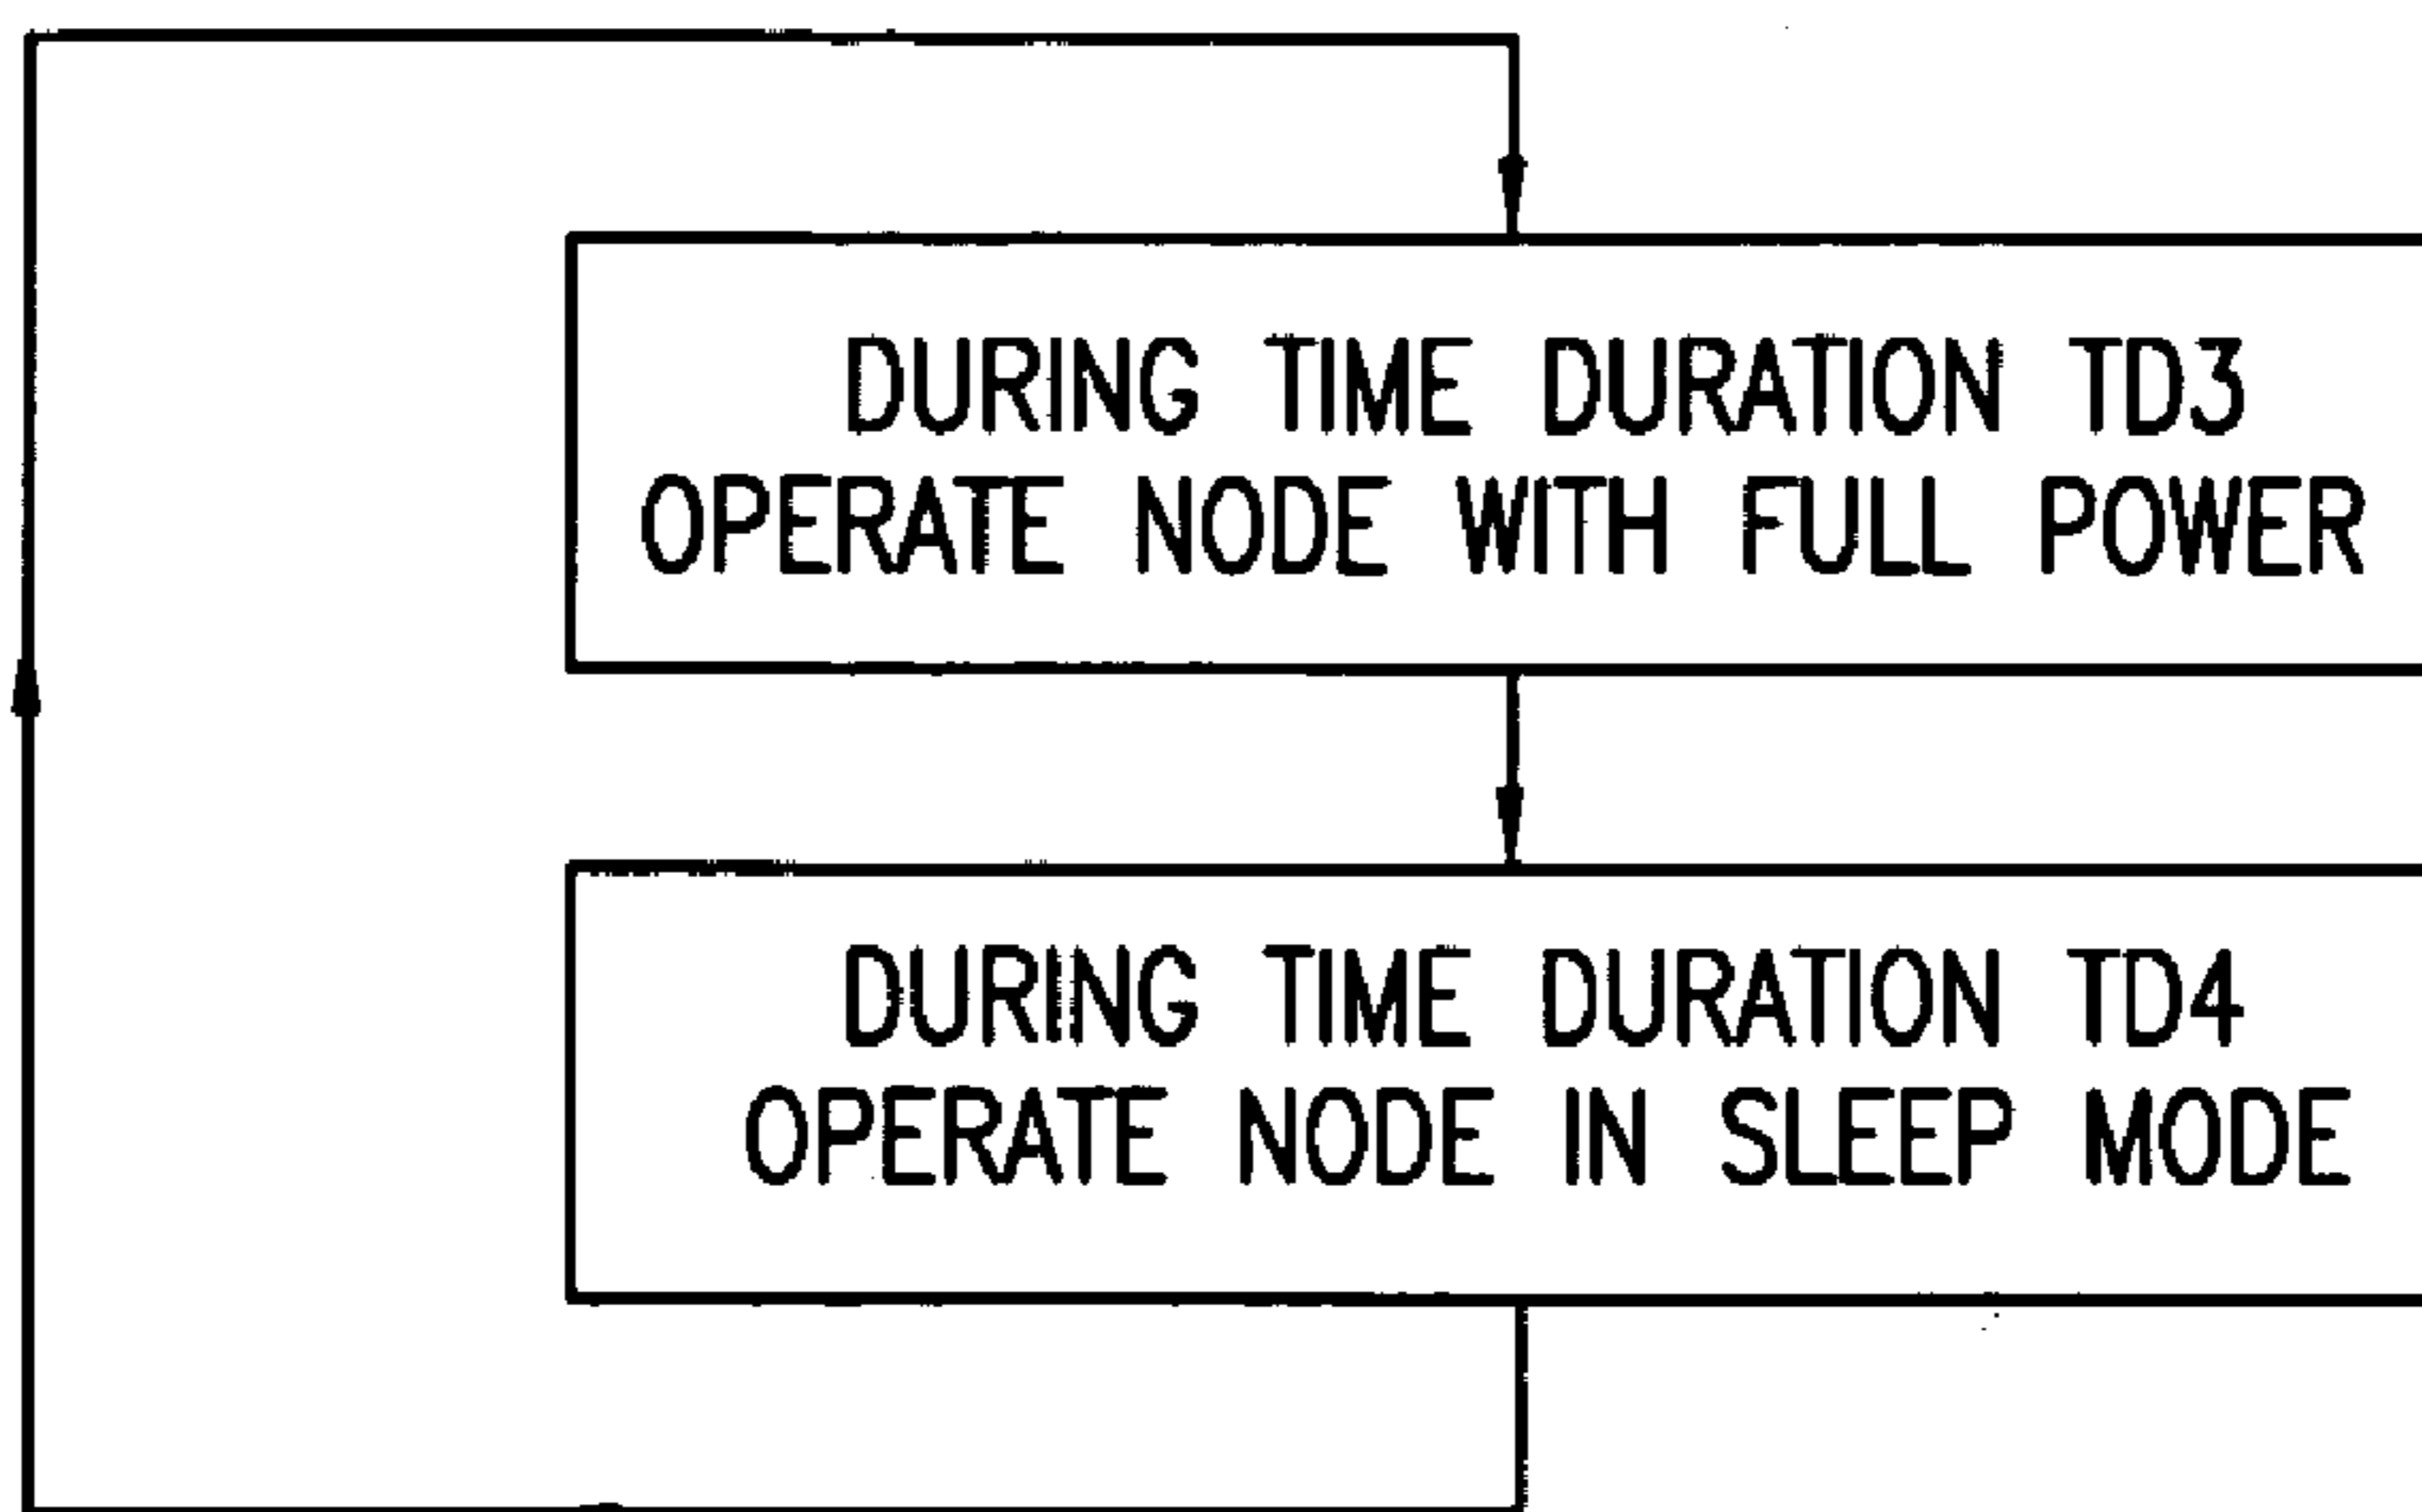 DURING TIME DURATION TD3
OPERATE NODE WITH FULL POWER
DURING TIME DURATION TD4
OPERATE NODE IN SLEEP MODE